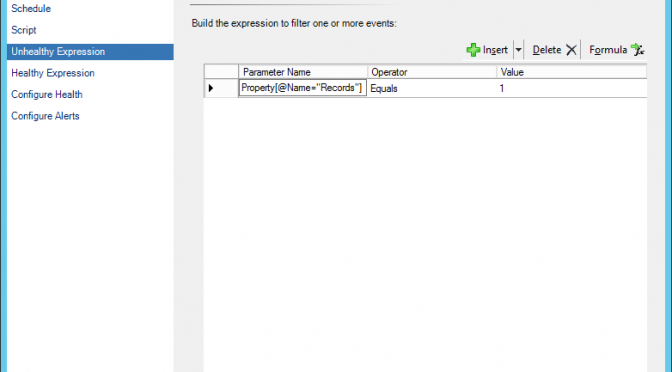 Schedule
Script
Unhealthy Expression
Healthy Expression
Configure Health
Configure Alerts
Build the expression to filter one or more events:
Insert Delete Formula
Parameter Name Operator Value
Property[@Name="Records"] Equals 1